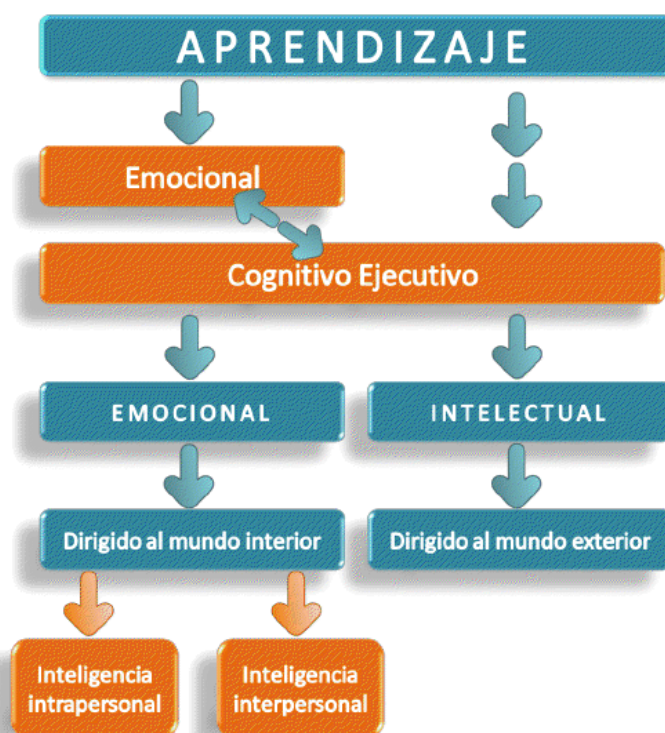 APRENDIZAJE
Emocional
Cognitivo Ejecutivo
EMOCIONAL
INTELECTUAL
Dirigido al mundo interior
Dirigido al mundo exterior
Inteligencia
intrapersonal
Inteligencia
interpersonal